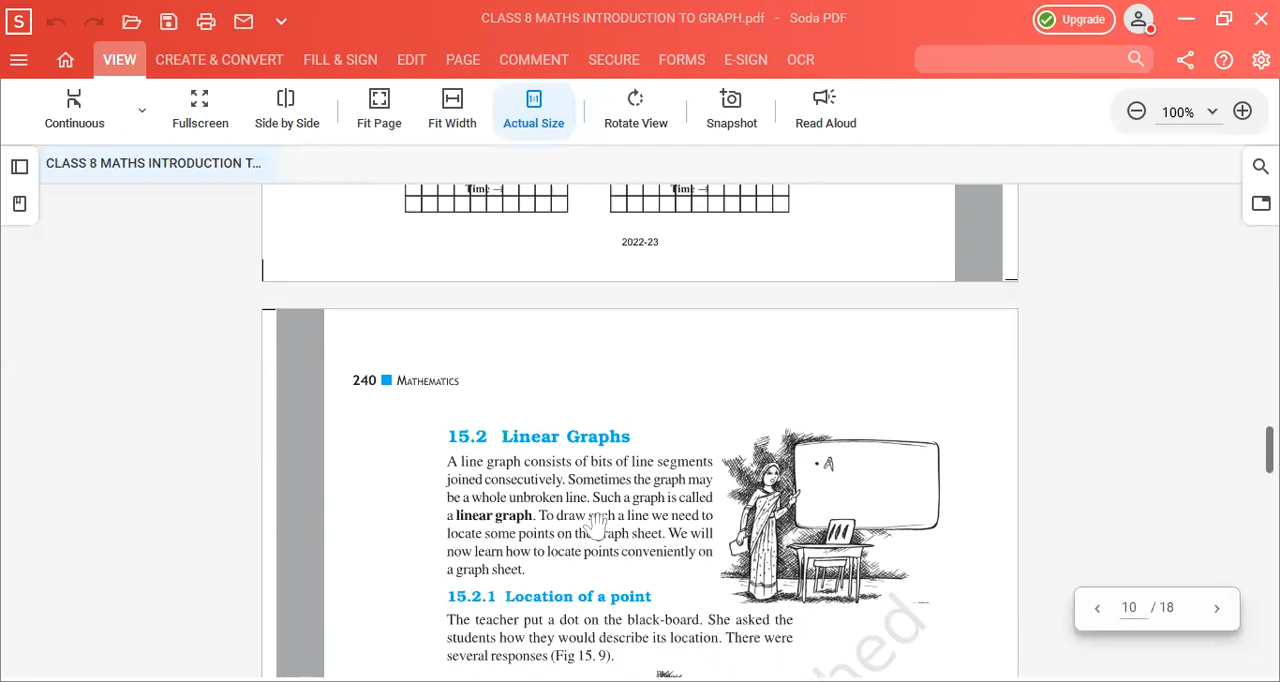 S
CLASS 8 MATHS INTRODUCTION TO GRAPH.pdf - Soda PDF
Upgrade
VIEW CREATE & CONVERT FILL & SIGN EDIT PAGE COMMENT SECURE FORMS E-SIGN OCR
Continuous Fullscreen Side by Side Fit Page Fit Width Actual Size Rotate View Snapshot Read Aloud 100%
CLASS 8 MATHS INTRODUCTION T...
Time → Time →
2022-23
240 MATHEMATICS
15.2 Linear Graphs
A line graph consists of bits of line segments
joined consecutively. Sometimes the graph may
be a whole unbroken line. Such a graph is called
a linear graph. To draw such a line we need to
locate some points on the graph sheet. We will
now learn how to locate points conveniently on
a graph sheet.
• A
15.2.1 Location of a point
The teacher put a dot on the black-board. She asked the
students how they would describe its location. There were
several responses (Fig 15. 9).
hed
10 / 18